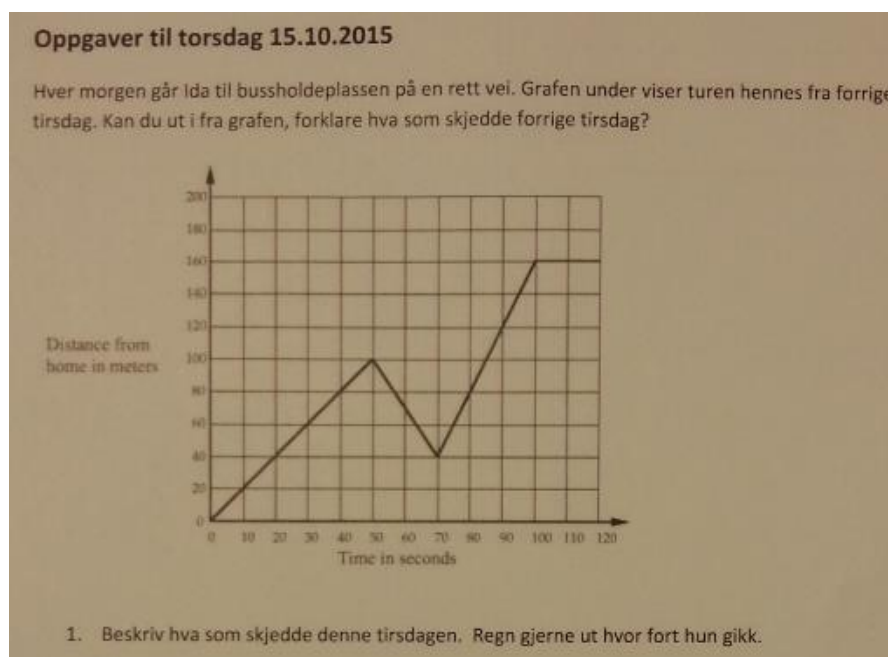 Oppgaver til torsdag 15.10.2015
Hver morgen går Ida til bussholdeplassen på en rett vei. Grafen under viser turen hennes fra forrige
tirsdag. Kan du ut i fra grafen, forklare hva som skjedde forrige tirsdag?
200
180
160
140
120
Distance from
home in meters
100
80
60
40
20
0
0 10 20 30 40 50 60 70 80 90 100 110 120
Time in seconds
1. Beskriv hva som skjedde denne tirsdagen. Regn gjerne ut hvor fort hun gikk.